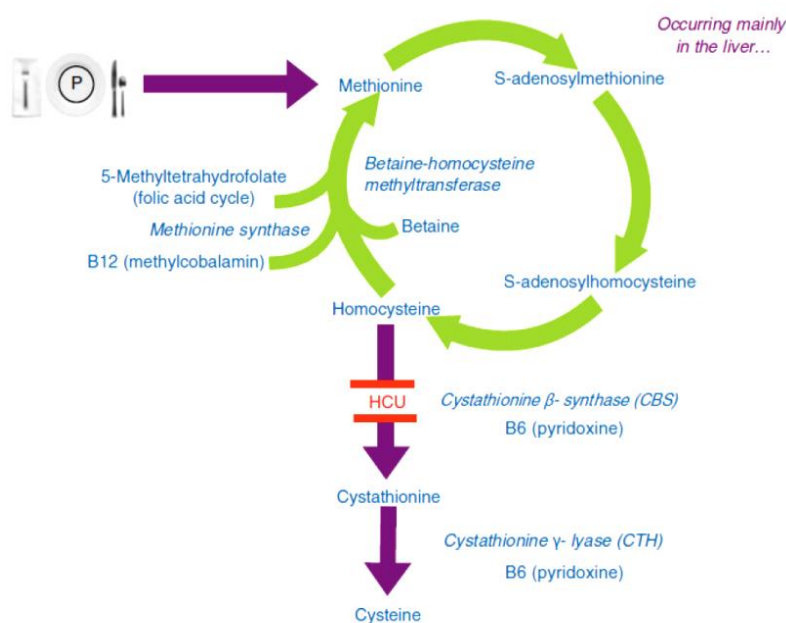 Occurring mainly
in the liver…
P
Methionine
S-adenosylmethionine
5-Methyltetrahydrofolate
(folic acid cycle)
Betaine-homocysteine
methyltransferase
Methionine synthase
Betaine
B12 (methylcobalamin)
S-adenosylhomocysteine
Homocysteine
HCU
Cystathionine β- synthase (CBS)
B6 (pyridoxine)
Cystathionine
Cystathionine γ- lyase (CTH)
B6 (pyridoxine)
Cysteine